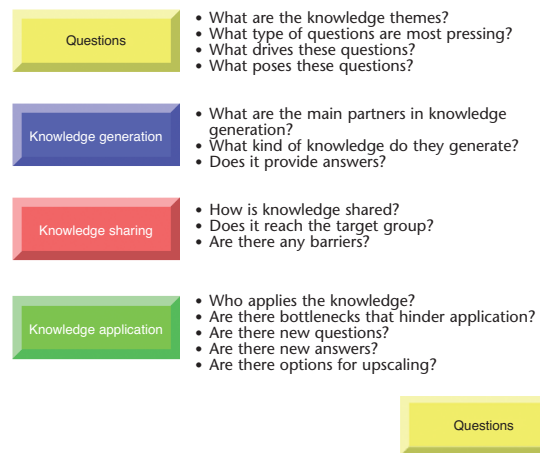 Questions
• What are the knowledge themes?
• What type of questions are most pressing?
• What drives these questions?
• What poses these questions?
Knowledge generation
• What are the main partners in knowledge
generation?
• What kind of knowledge do they generate?
• Does it provide answers?
Knowledge sharing
• How is knowledge shared?
• Does it reach the target group?
• Are there any barriers?
Knowledge application
• Who applies the knowledge?
• Are there bottlenecks that hinder application?
• Are there new questions?
• Are there new answers?
• Are there options for upscaling?
Questions